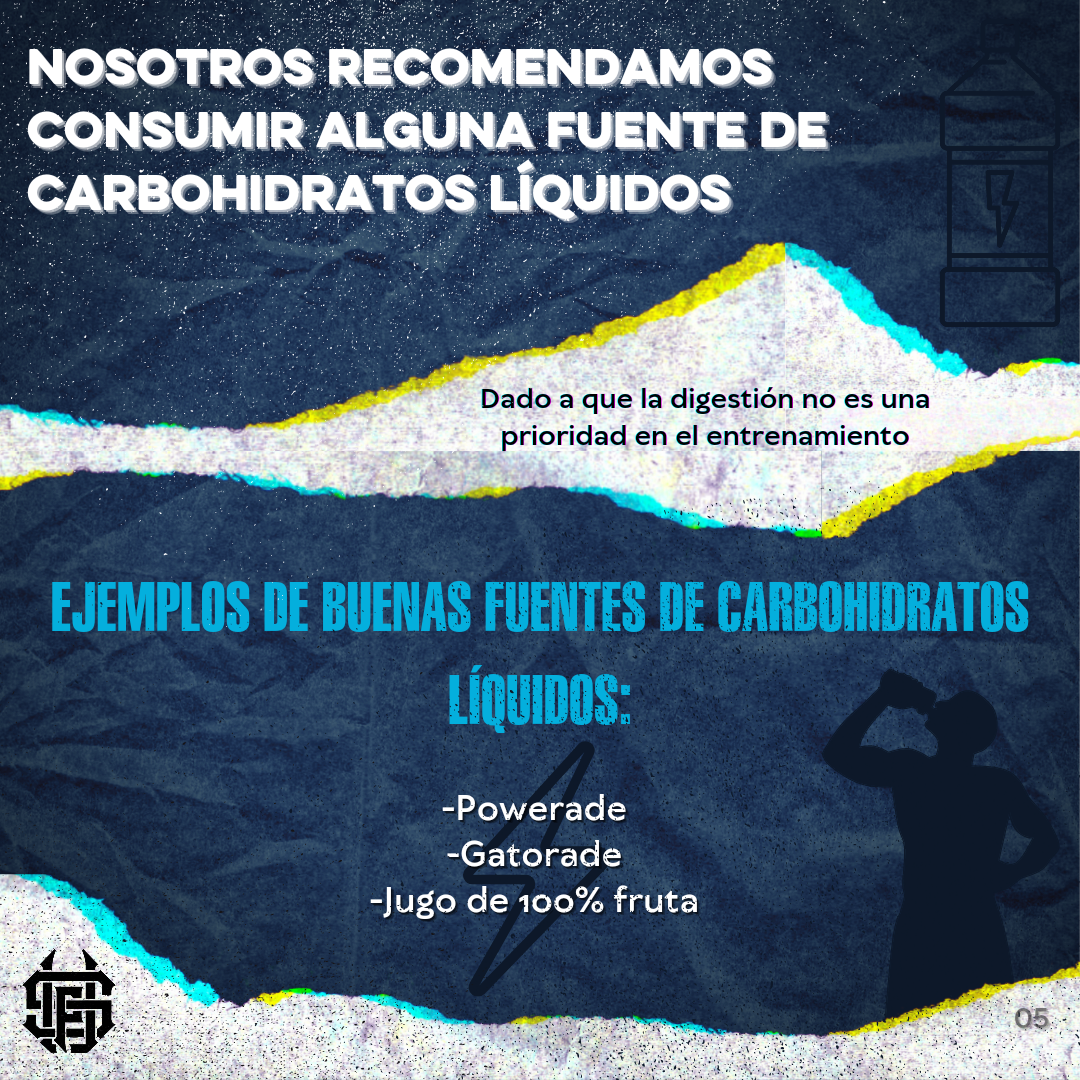 NOSOTROS RECOMENDAMOS
CONSUMIR ALGUNA FUENTE DE
CARBOHIDRATOS LÍQUIDOS
Dado a que la digestión no es una
prioridad en el entrenamiento
EJEMPLOS DE BUENAS FUENTES DE CARBOHIDRATOS
LÍQUIDOS:
-Powerade
-Gatorade
-Jugo de 100% fruta
05